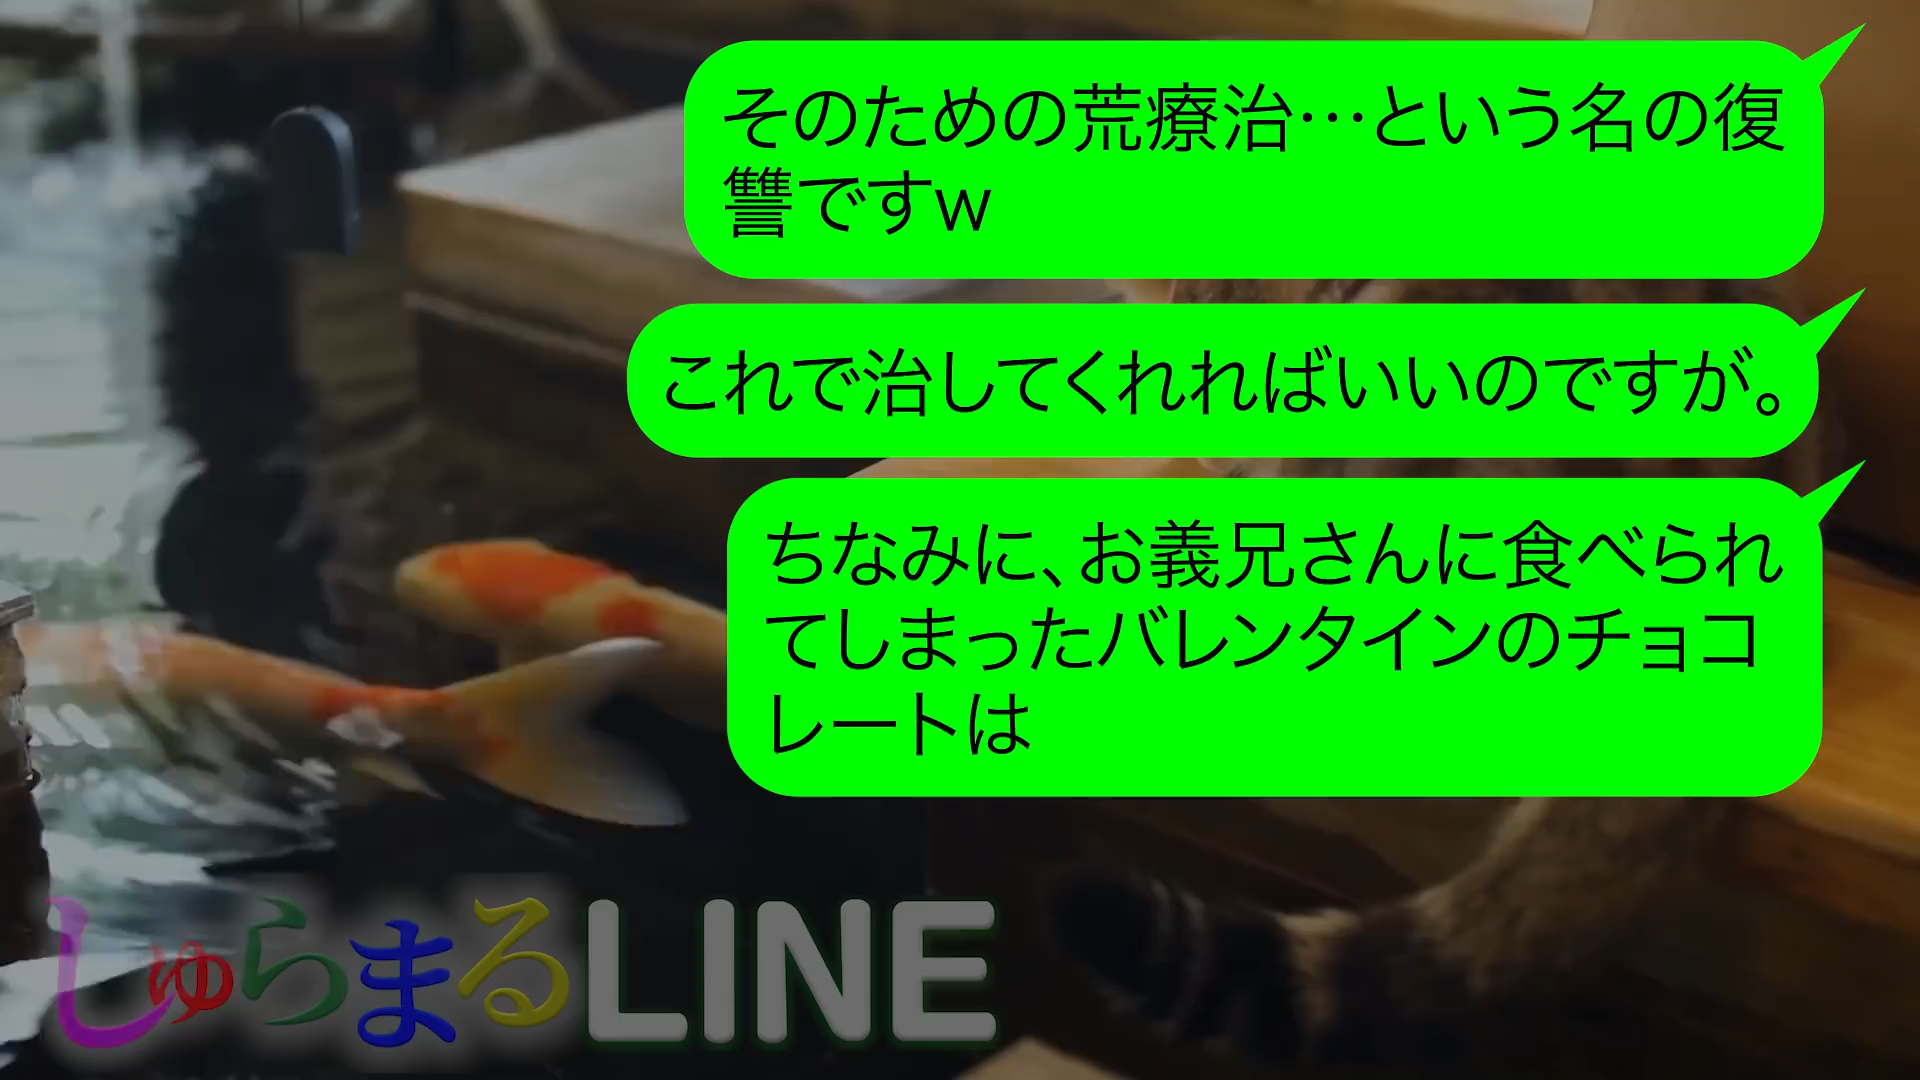 そのための荒療治…という名の復
讐ですw
これで治してくれればいいのですが。
ちなみに、お義兄さんに食べられ
てしまったバレンタインのチョコ
レートは
しゅらまるLINE